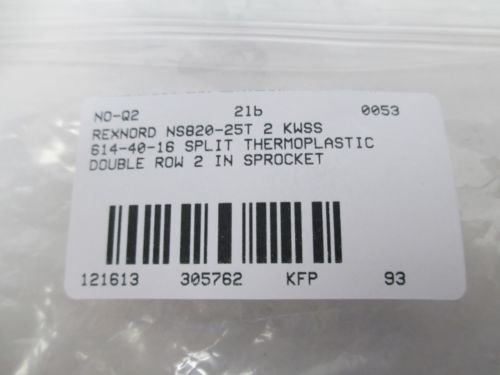 NO-Q2 2lb 0053
REXNORD NS820-25T 2 KWSS
614-40-16 SPLIT THERMOPLASTIC
DOUBLE ROW 2 IN SPROCKET
121613 305762 KFP 93